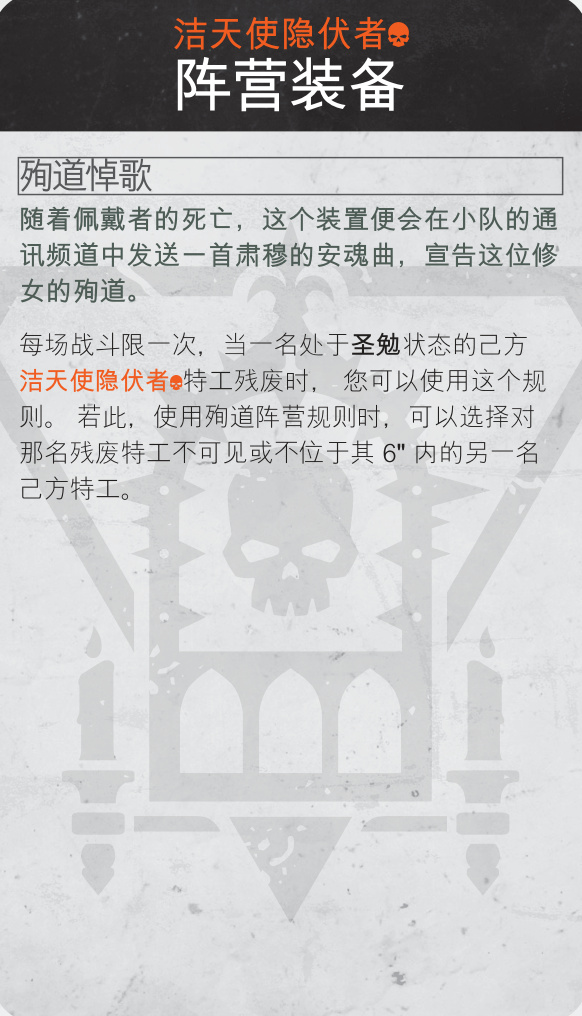 洁天使隐伏者
阵营装备
殉道悼歌
随着佩戴者的死亡，这个装置便会在小队的通
讯频道中发送一首肃穆的安魂曲，宣告这位修
女的殉道。
每场战斗限一次，当一名处于圣勉状态的己方
洁天使隐伏者特工残废时， 您可以使用这个规
则。 若此，使用殉道阵营规则时，可以选择对
那名残废特工不可见或不位于其 6" 内的另一名
己方特工。